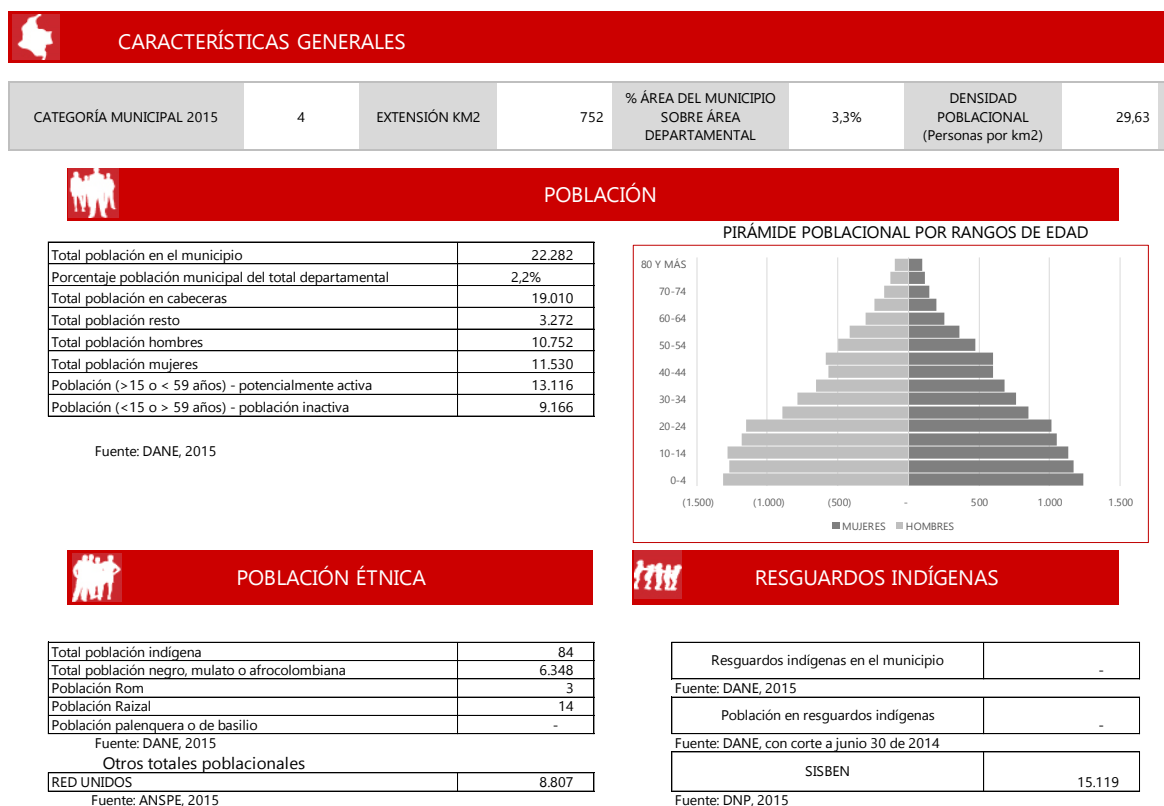 CARACTERÍSTICAS GENERALES
CATEGORÍA MUNICIPAL 2015
4
EXTENSIÓN KM2
752
% ÁREA DEL MUNICIPIO
SOBRE ÁREA
DEPARTAMENTAL
3,3%
DENSIDAD
POBLACIONAL
(Personas por km2)
29,63
POBLACIÓN
Total población en el municipio 22.282
Porcentaje población municipal del total departamental 2,2%
Total población en cabeceras 19.010
Total población resto 3.272
Total población hombres 10.752
Total población mujeres 11.530
Población (>15 o < 59 años) - potencialmente activa 13.116
Población (<15 o > 59 años) - población inactiva 9.166
Fuente: DANE, 2015
PIRÁMIDE POBLACIONAL POR RANGOS DE EDAD
80 Y MÁS
70-74
60-64
50-54
40-44
30-34
20-24
10-14
0-4
(1.500) (1.000) (500) - 500 1.000 1.500
MUJERES HOMBRES
POBLACIÓN ÉTNICA
Total población indígena 84
Total población negro, mulato o afrocolombiana 6.348
Población Rom 3
Población Raizal 14
Población palenquera o de basilio -
Fuente: DANE, 2015
Otros totales poblacionales
RED UNIDOS 8.807
Fuente: ANSPE, 2015
RESGUARDOS INDÍGENAS
Resguardos indígenas en el municipio -
Fuente: DANE, 2015
Población en resguardos indígenas -
Fuente: DANE, con corte a junio 30 de 2014
SISBEN 15.119
Fuente: DNP, 2015